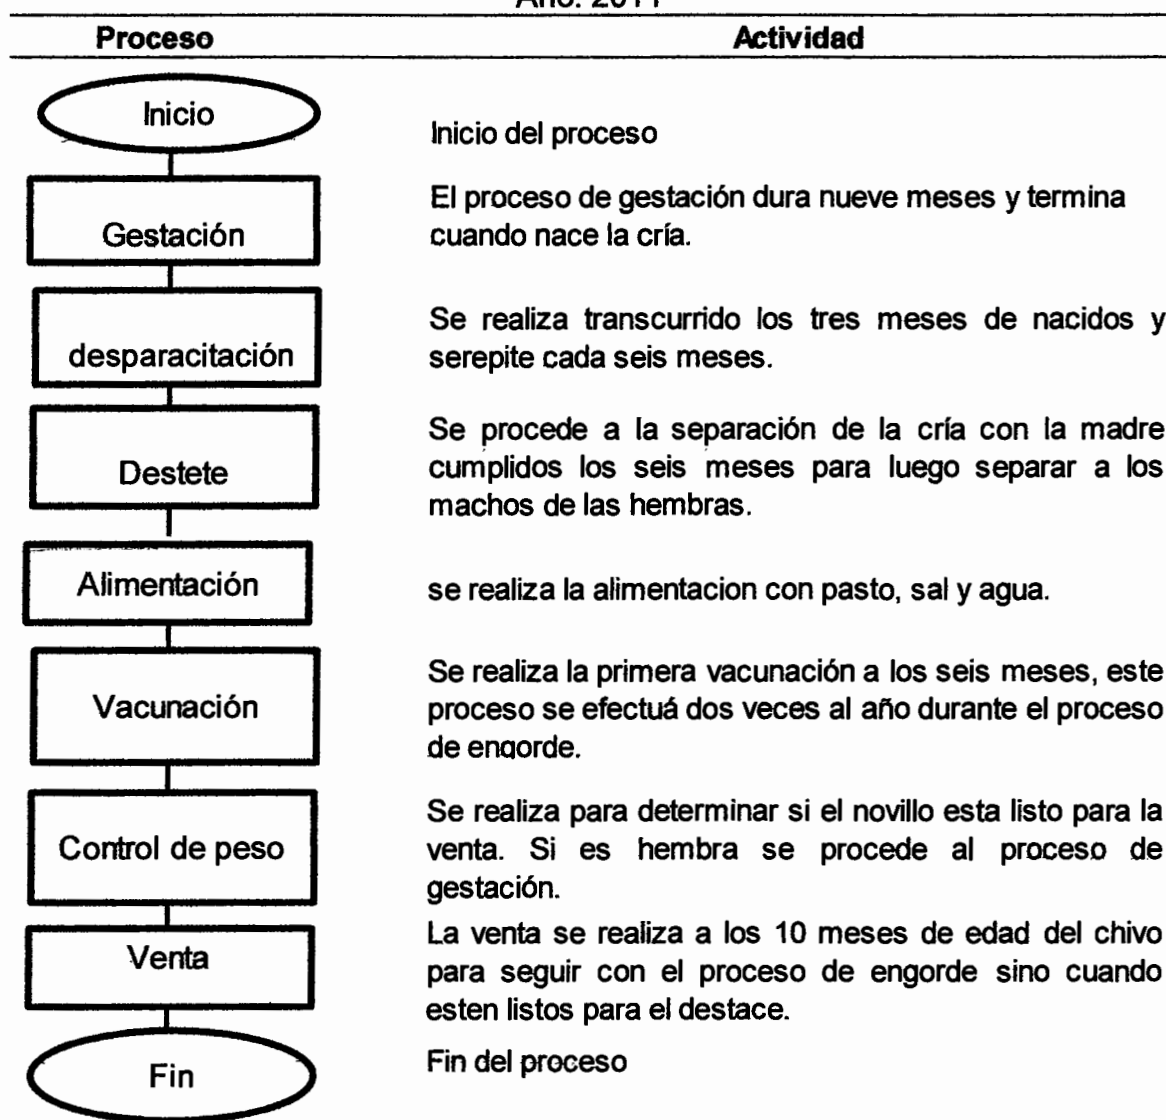 Año: 2011
Proceso Actividad
Inicio
Inicio del proceso
Gestación
El proceso de gestación dura nueve meses y termina
cuando nace la cría.
desparacitación
Se realiza transcurrido los tres meses de nacidos y
serepite cada seis meses.
Destete
Se procede a la separación de la cría con la madre
cumplidos los seis meses para luego separar a los
machos de las hembras.
Alimentación
se realiza la alimentacion con pasto, sal y agua.
Vacunación
Se realiza la primera vacunación a los seis meses, este
proceso se efectuá dos veces al año durante el proceso
de engorde.
Control de peso
Se realiza para determinar si el novillo esta listo para la
venta. Si es hembra se procede al proceso de
gestación.
Venta
La venta se realiza a los 10 meses de edad del chivo
para seguir con el proceso de engorde sino cuando
esten listos para el destace.
Fin
Fin del proceso